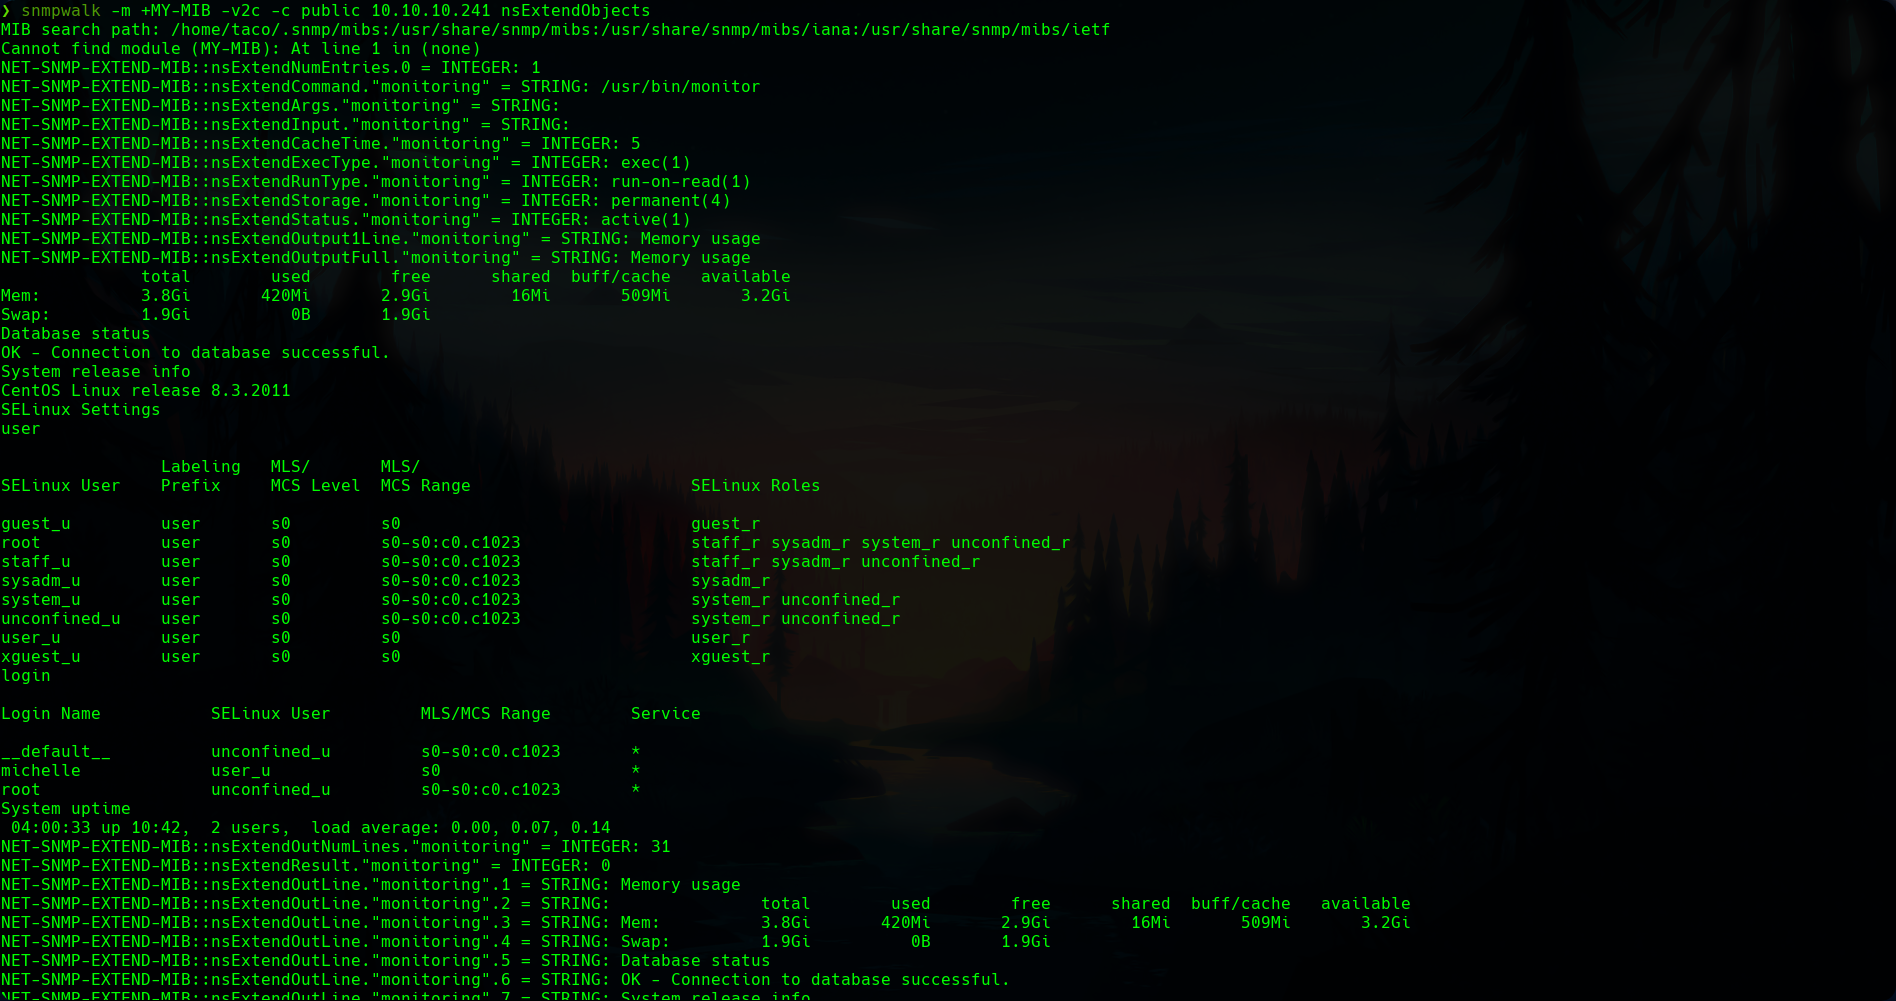 ❯ snmpwalk -m +MY-MIB -v2c -c public 10.10.10.241 nsExtendObjects
MIB search path: /home/taco/.snmp/mibs:/usr/share/snmp/mibs:/usr/share/snmp/mibs/iana:/usr/share/snmp/mibs/ietf
Cannot find module (MY-MIB): At line 1 in (none)
NET-SNMP-EXTEND-MIB::nsExtendNumEntries.0 = INTEGER: 1
NET-SNMP-EXTEND-MIB::nsExtendCommand."monitoring" = STRING: /usr/bin/monitor
NET-SNMP-EXTEND-MIB::nsExtendArgs."monitoring" = STRING:
NET-SNMP-EXTEND-MIB::nsExtendInput."monitoring" = STRING:
NET-SNMP-EXTEND-MIB::nsExtendCacheTime."monitoring" = INTEGER: 5
NET-SNMP-EXTEND-MIB::nsExtendExecType."monitoring" = INTEGER: exec(1)
NET-SNMP-EXTEND-MIB::nsExtendRunType."monitoring" = INTEGER: run-on-read(1)
NET-SNMP-EXTEND-MIB::nsExtendStorage."monitoring" = INTEGER: permanent(4)
NET-SNMP-EXTEND-MIB::nsExtendStatus."monitoring" = INTEGER: active(1)
NET-SNMP-EXTEND-MIB::nsExtendOutput1Line."monitoring" = STRING: Memory usage
NET-SNMP-EXTEND-MIB::nsExtendOutputFull."monitoring" = STRING: Memory usage
              total        used        free      shared  buff/cache   available
Mem:          3.8Gi       420Mi       2.9Gi        16Mi       509Mi       3.2Gi
Swap:         1.9Gi          0B       1.9Gi
Database status
OK - Connection to database successful.
System release info
CentOS Linux release 8.3.2011
SELinux Settings
user
                Labeling   MLS/       MLS/
SELinux User    Prefix     MCS Level  MCS Range                      SELinux Roles
guest_u         user       s0         s0                             guest_r
root            user       s0         s0-s0:c0.c1023                 staff_r sysadm_r system_r unconfined_r
staff_u         user       s0         s0-s0:c0.c1023                 staff_r sysadm_r unconfined_r
sysadm_u        user       s0         s0-s0:c0.c1023                 sysadm_r
system_u        user       s0         s0-s0:c0.c1023                 system_r unconfined_r
unconfined_u    user       s0         s0-s0:c0.c1023                 system_r unconfined_r
user_u          user       s0         s0                             user_r
xguest_u        user       s0         s0                             xguest_r
login
Login Name           SELinux User         MLS/MCS Range        Service
__default__          unconfined_u         s0-s0:c0.c1023       *
michelle             user_u               s0                   *
root                 unconfined_u         s0-s0:c0.c1023       *
System uptime
 04:00:33 up 10:42,  2 users,  load average: 0.00, 0.07, 0.14
NET-SNMP-EXTEND-MIB::nsExtendOutNumLines."monitoring" = INTEGER: 31
NET-SNMP-EXTEND-MIB::nsExtendResult."monitoring" = INTEGER: 0
NET-SNMP-EXTEND-MIB::nsExtendOutLine."monitoring".1 = STRING: Memory usage
NET-SNMP-EXTEND-MIB::nsExtendOutLine."monitoring".2 = STRING:               total        used        free      shared  buff/cache   available
NET-SNMP-EXTEND-MIB::nsExtendOutLine."monitoring".3 = STRING: Mem:          3.8Gi       420Mi       2.9Gi        16Mi       509Mi       3.2Gi
NET-SNMP-EXTEND-MIB::nsExtendOutLine."monitoring".4 = STRING: Swap:         1.9Gi          0B       1.9Gi
NET-SNMP-EXTEND-MIB::nsExtendOutLine."monitoring".5 = STRING: Database status
NET-SNMP-EXTEND-MIB::nsExtendOutLine."monitoring".6 = STRING: OK - Connection to database successful.
NET-SNMP-EXTEND-MIB::nsExtendOutLine."monitoring".7 = STRING: System release info